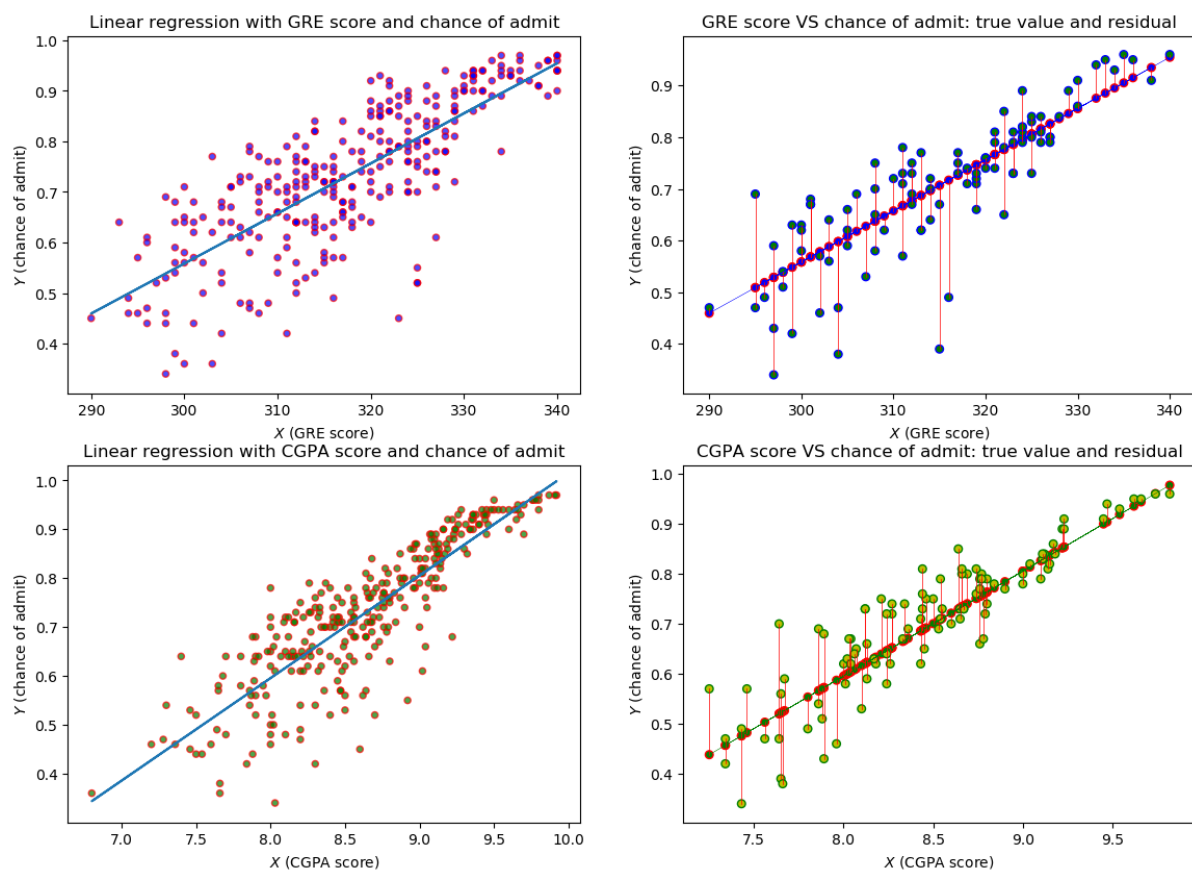 Linear regression with GRE score and chance of admit
Y (chance of admit)
1.0
0.9
0.8
0.7
0.6
0.5
0.4
290 300 310 320 330 340
X (GRE score)
GRE score VS chance of admit: true value and residual
Y (chance of admit)
0.9
0.8
0.7
0.6
0.5
0.4
290 300 310 320 330 340
X (GRE score)
Linear regression with CGPA score and chance of admit
Y (chance of admit)
1.0
0.9
0.8
0.7
0.6
0.5
0.4
7.0 7.5 8.0 8.5 9.0 9.5 10.0
X (CGPA score)
CGPA score VS chance of admit: true value and residual
Y (chance of admit)
1.0
0.9
0.8
0.7
0.6
0.5
0.4
7.5 8.0 8.5 9.0 9.5
X (CGPA score)